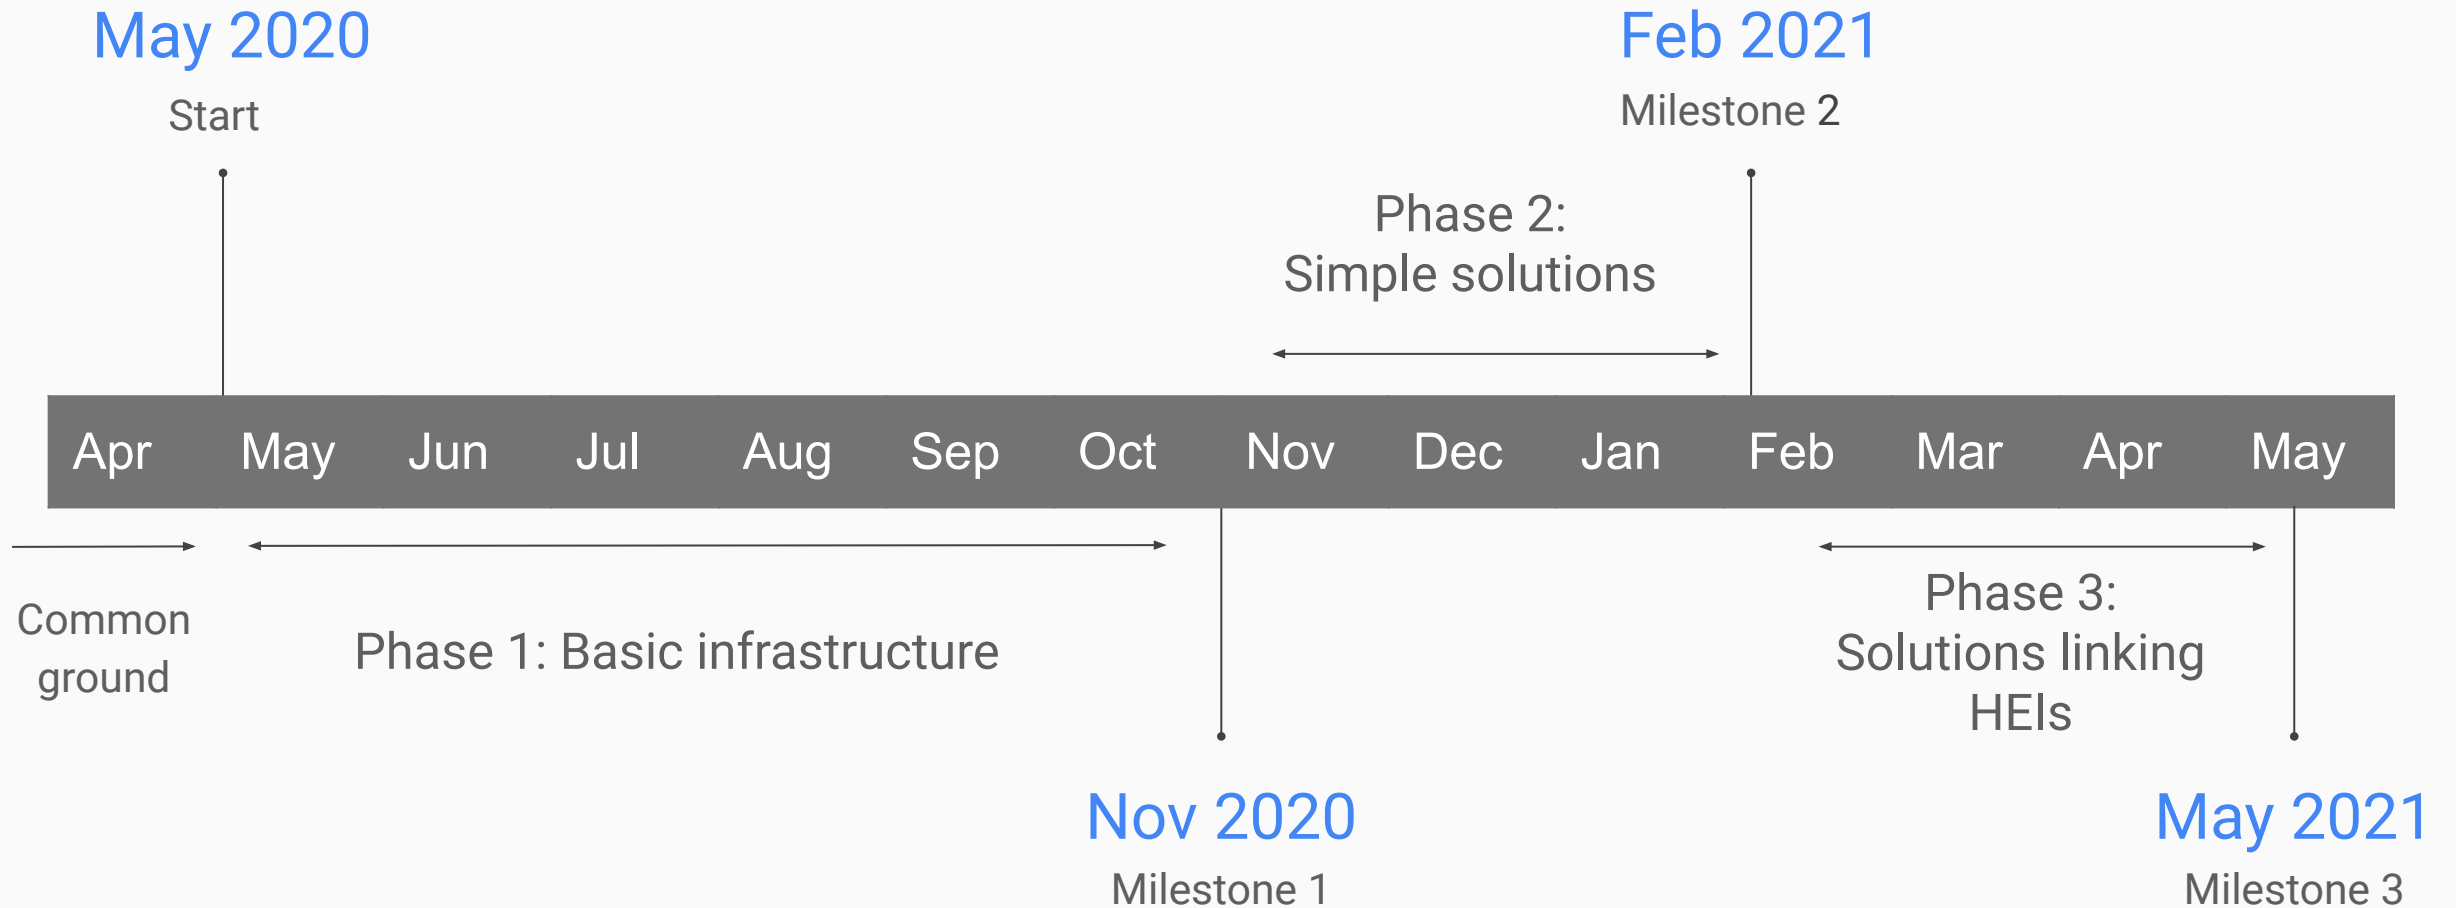 May 2020
Start
Feb 2021
Milestone 2
Phase 2:
Simple solutions
Apr May Jun Jul Aug Sep Oct Nov Dec Jan Feb Mar Apr May
Common
ground
Phase 1: Basic infrastructure
Phase 3:
Solutions linking
HEIs
Nov 2020
Milestone 1
May 2021
Milestone 3